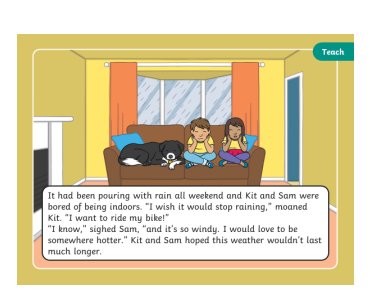 Teach
It had been pouring with rain all weekend and Kit and Sam were
bored of being indoors. “I wish it would stop raining,” moaned
Kit. “I want to ride my bike!”
“I know,” sighed Sam, “and it’s so windy. I would love to be
somewhere hotter.” Kit and Sam hoped this weather wouldn’t last
much longer.